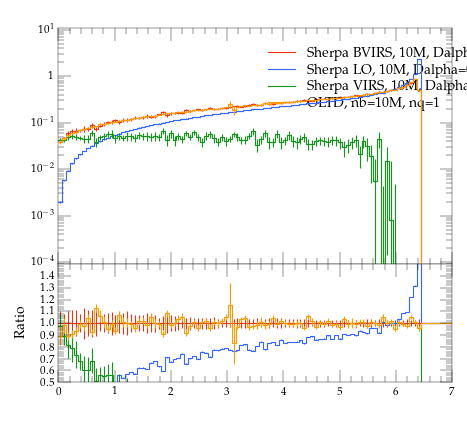 10^1
Sherpa BVIRS, 10M, Dalph
Sherpa LO, 10M, Dalpha=
Sherpa VIRS, 10M, Dalpha
nb=10M, nq=1
1
10^−1
10^−2
10^−3
10^−4
Ratio
1.4
1.3
1.2
1.1
1.0
0.9
0.8
0.7
0.6
0.5
0 1 2 3 4 5 6 7